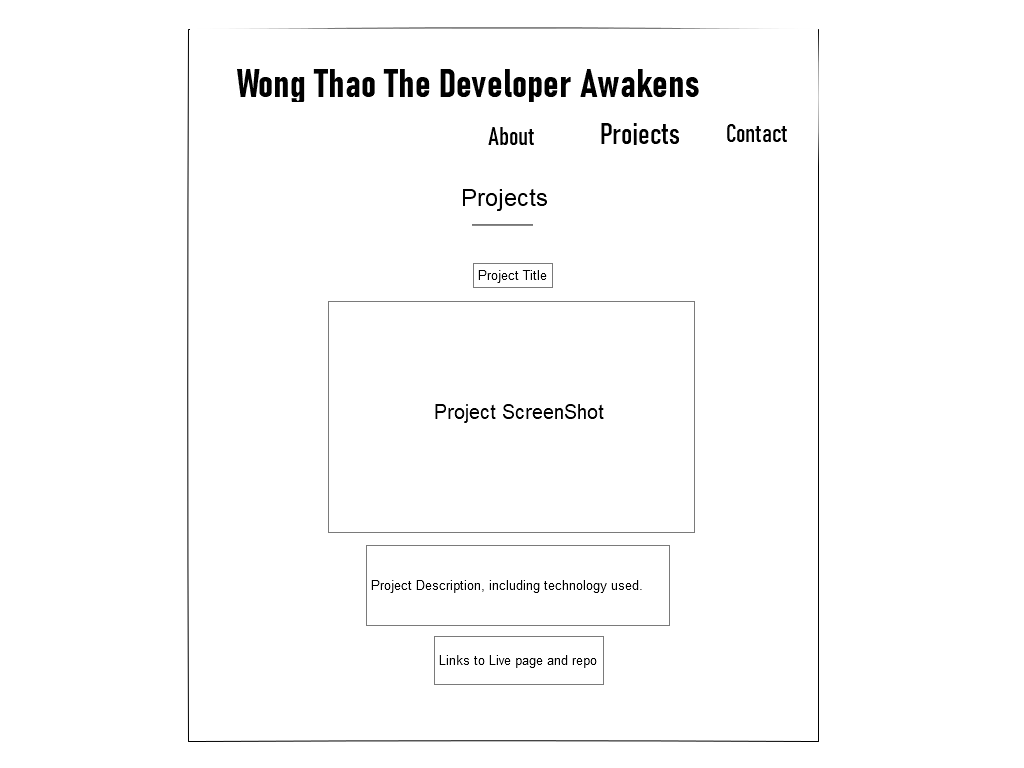 Wong Thao The Developer Awakens
About Projects Contact
Projects
Project Title
Project ScreenShot
Project Description, including technology used.
Links to Live page and repo